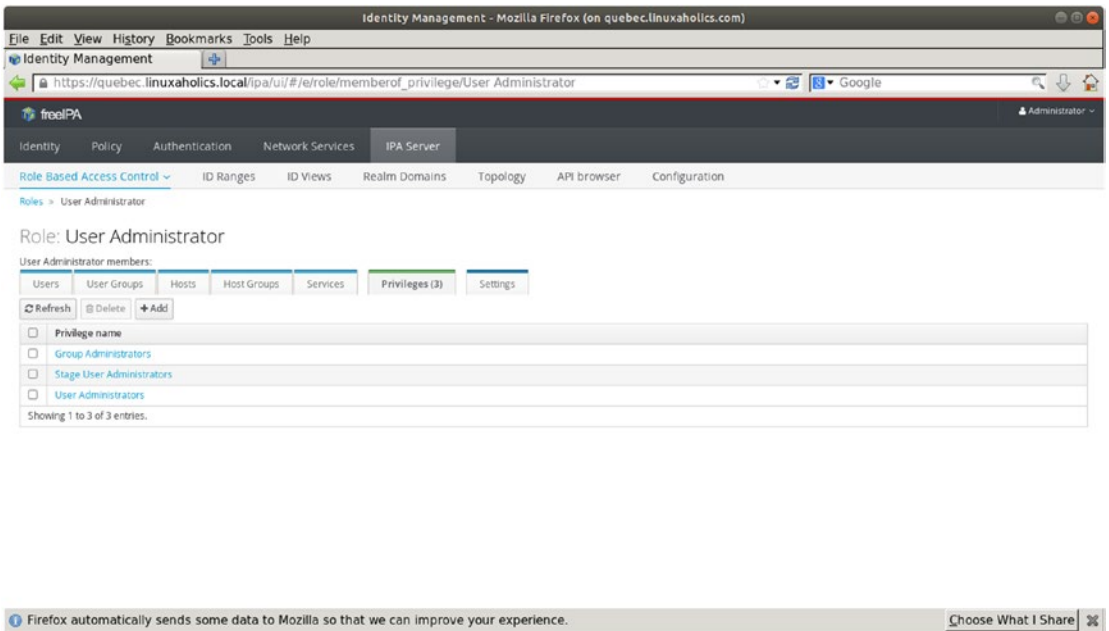 Identity Management - Mozilla Firefox (on quebec.linuxaholics.com)
File Edit View History Bookmarks Tools Help
Identity Management
https://quebec.linuxaholics.local/ipa/ui/#/e/role/memberof_privilege/User Administrator
Google
freeIPA
Administrator
Identity Policy Authentication Network Services IPA Server
Role Based Access Control ID Ranges ID Views Realm Domains Topology API browser Configuration
Roles » User Administrator
Role: User Administrator
User Administrator members:
Users User Groups Hosts Host Groups Services Privileges (3) Settings
Refresh Delete Add
Privilege name
Group Administrators
Stage User Administrators
User Administrators
Showing 1 to 3 of 3 entries.
Firefox automatically sends some data to Mozilla so that we can improve your experience.
Choose What I Share